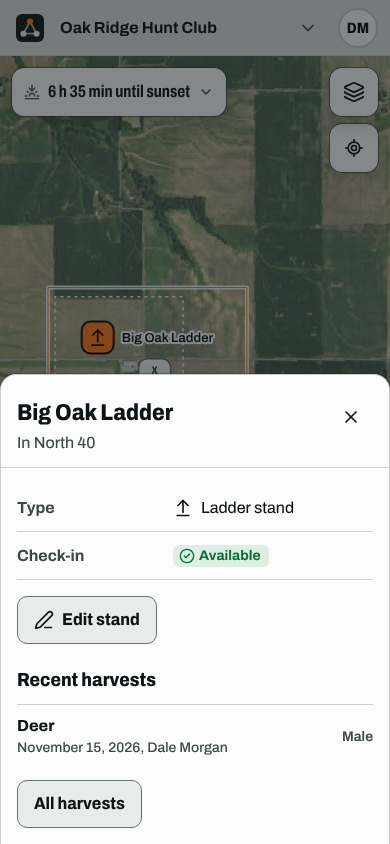 Oak Ridge Hunt Club
DM
6 h 35 min until sunset
Big Oak Ladder
Big Oak Ladder
In North 40
Type
Ladder stand
Check-in
Available
Edit stand
Recent harvests
Deer
November 15, 2026, Dale Morgan
Male
All harvests